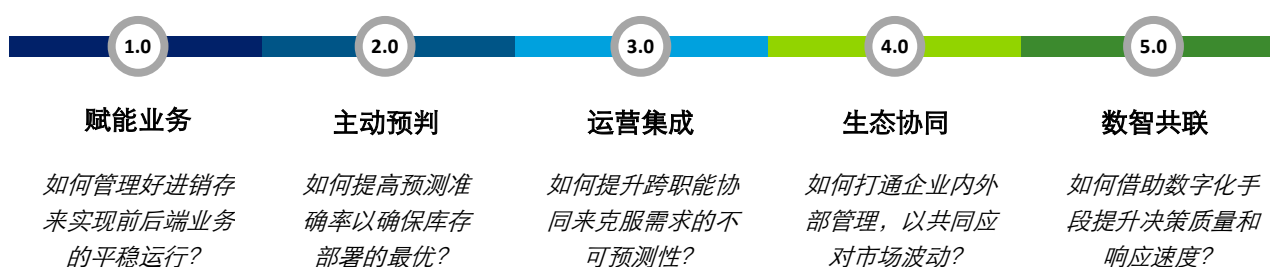 1.0 2.0 3.0 4.0 5.0
赋能业务 主动预判 运营集成 生态协同 数智共联
如何管理好进销存
来实现前后端业务
的平稳运行?
如何提高预测准
确率以确保库存
部署的最优?
如何提升跨职能协
同来克服需求的不
可预测性?
如何打通企业内外
部管理，以共同应
对市场波动?
如何借助数字化手
段提升决策质量和
响应速度?